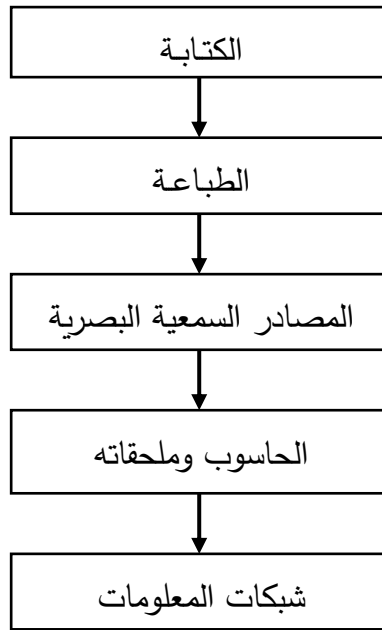 الكتابة
الطباعة
المصادر السمعية البصرية
الحاسوب وملحقاته
شبكات المعلومات